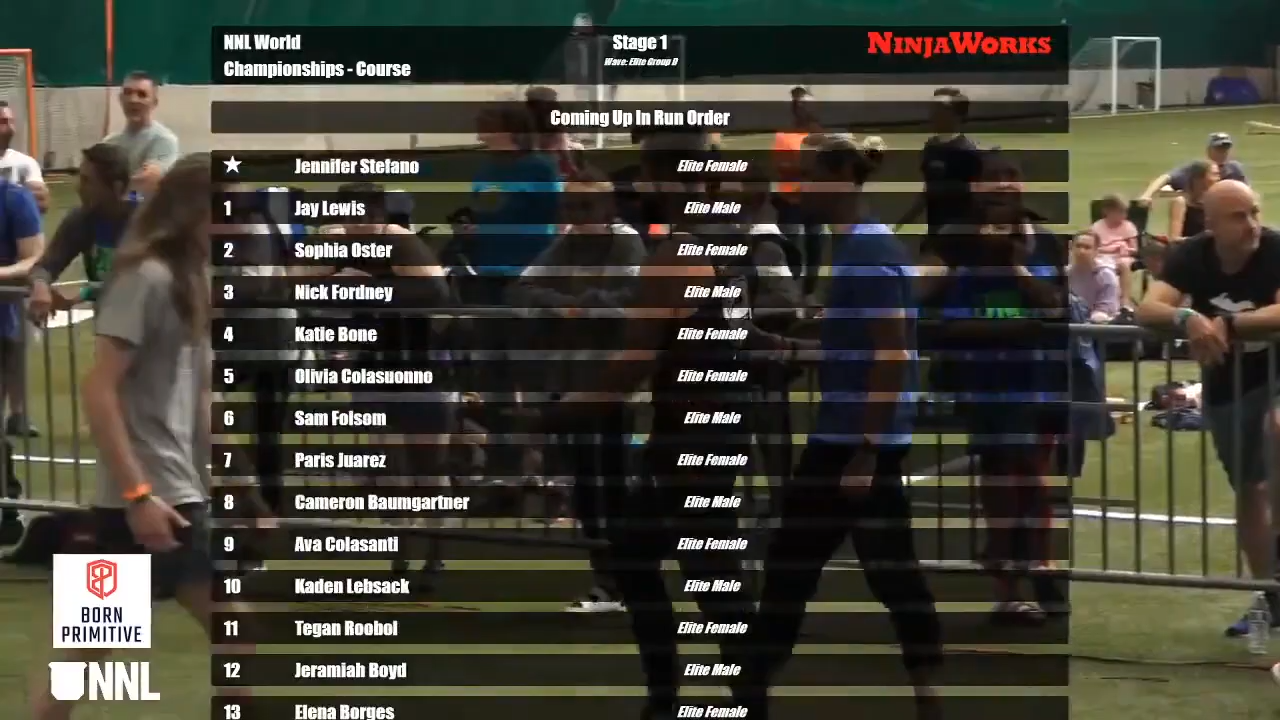 NNL World
Championships - Course
Stage 1
Wave: Elite Group D
NINJAWORKS
Coming Up In Run Order
★ Jennifer Stefano Elite Female
1 Jay Lewis Elite Male
2 Sophia Oster Elite Female
3 Nick Fordney Elite Male
4 Katie Bone Elite Female
5 Olivia Colasuonno Elite Female
6 Sam Folsom Elite Male
7 Paris Juarez Elite Female
8 Cameron Baumgartner Elite Male
9 Ava Colasanti Elite Female
10 Kaden Lebsack Elite Male
11 Tegan Roobol Elite Female
12 Jeramiah Boyd Elite Male
13 Elena Borges Elite Female
BORN
PRIMITIVE
NNL